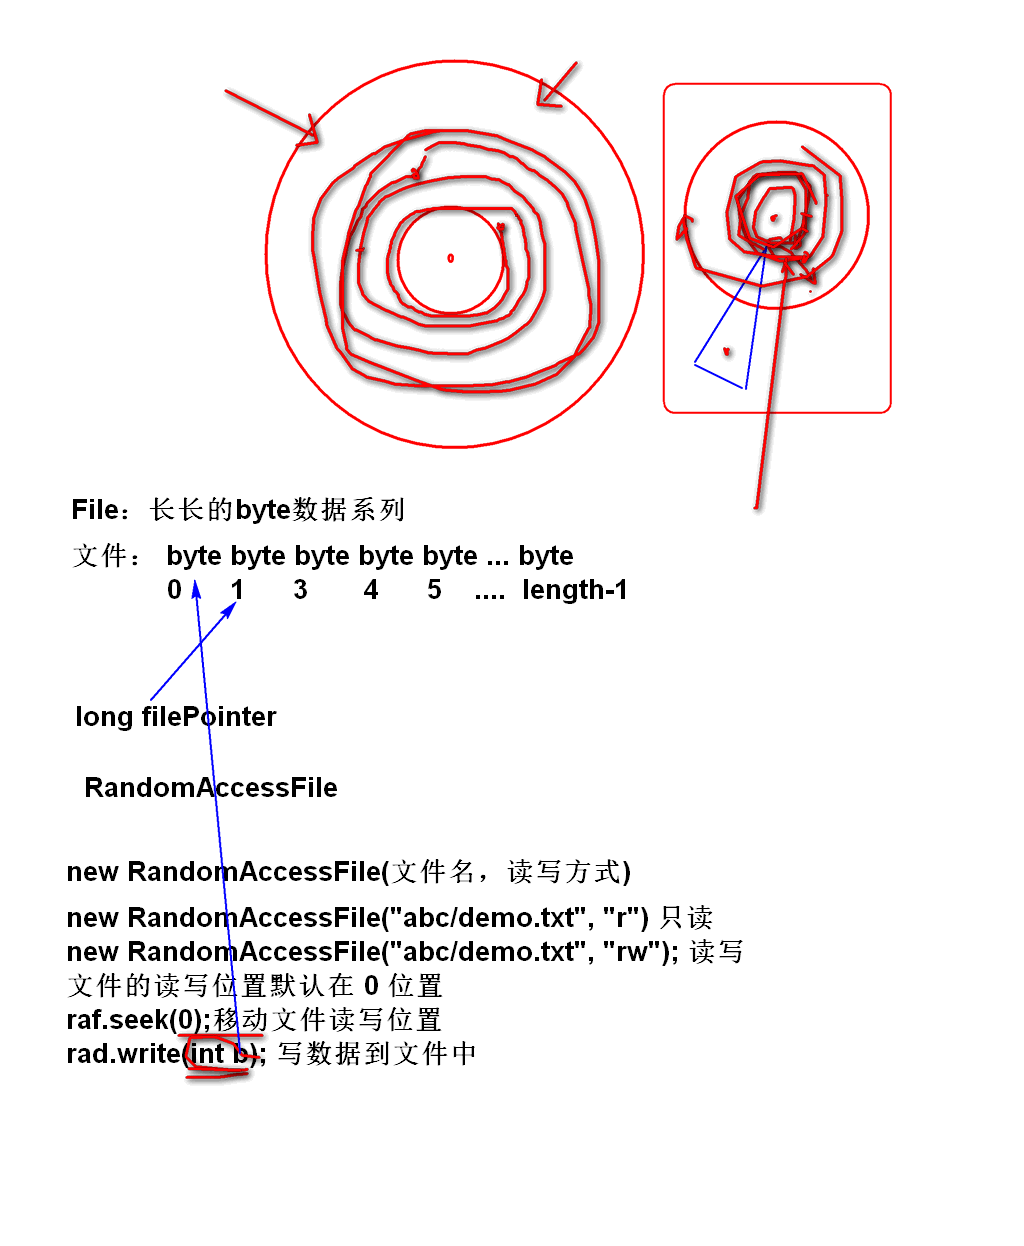 File：长长的byte数据系列
文件： byte byte byte byte byte ... byte
0 1 3 4 5 .... length-1
long filePointer
RandomAccessFile
new RandomAccessFile(文件名，读写方式)
new RandomAccessFile("abc/demo.txt", "r") 只读
new RandomAccessFile("abc/demo.txt", "rw"); 读写
文件的读写位置默认在 0 位置
raf.seek(0);移动文件读写位置
rad.write(int b); 写数据到文件中